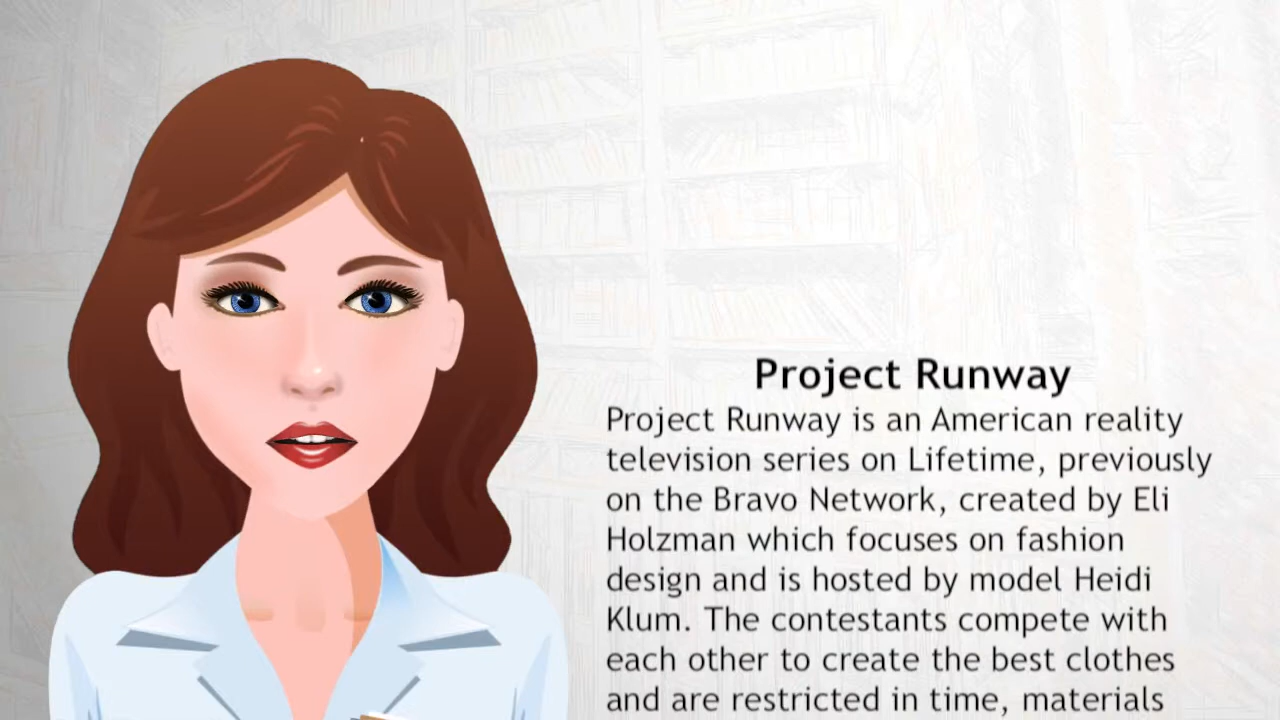 Project Runway
Project Runway is an American reality
television series on Lifetime, previously
on the Bravo Network, created by Eli
Holzman which focuses on fashion
design and is hosted by model Heidi
Klum. The contestants compete with
each other to create the best clothes
and are restricted in time, materials